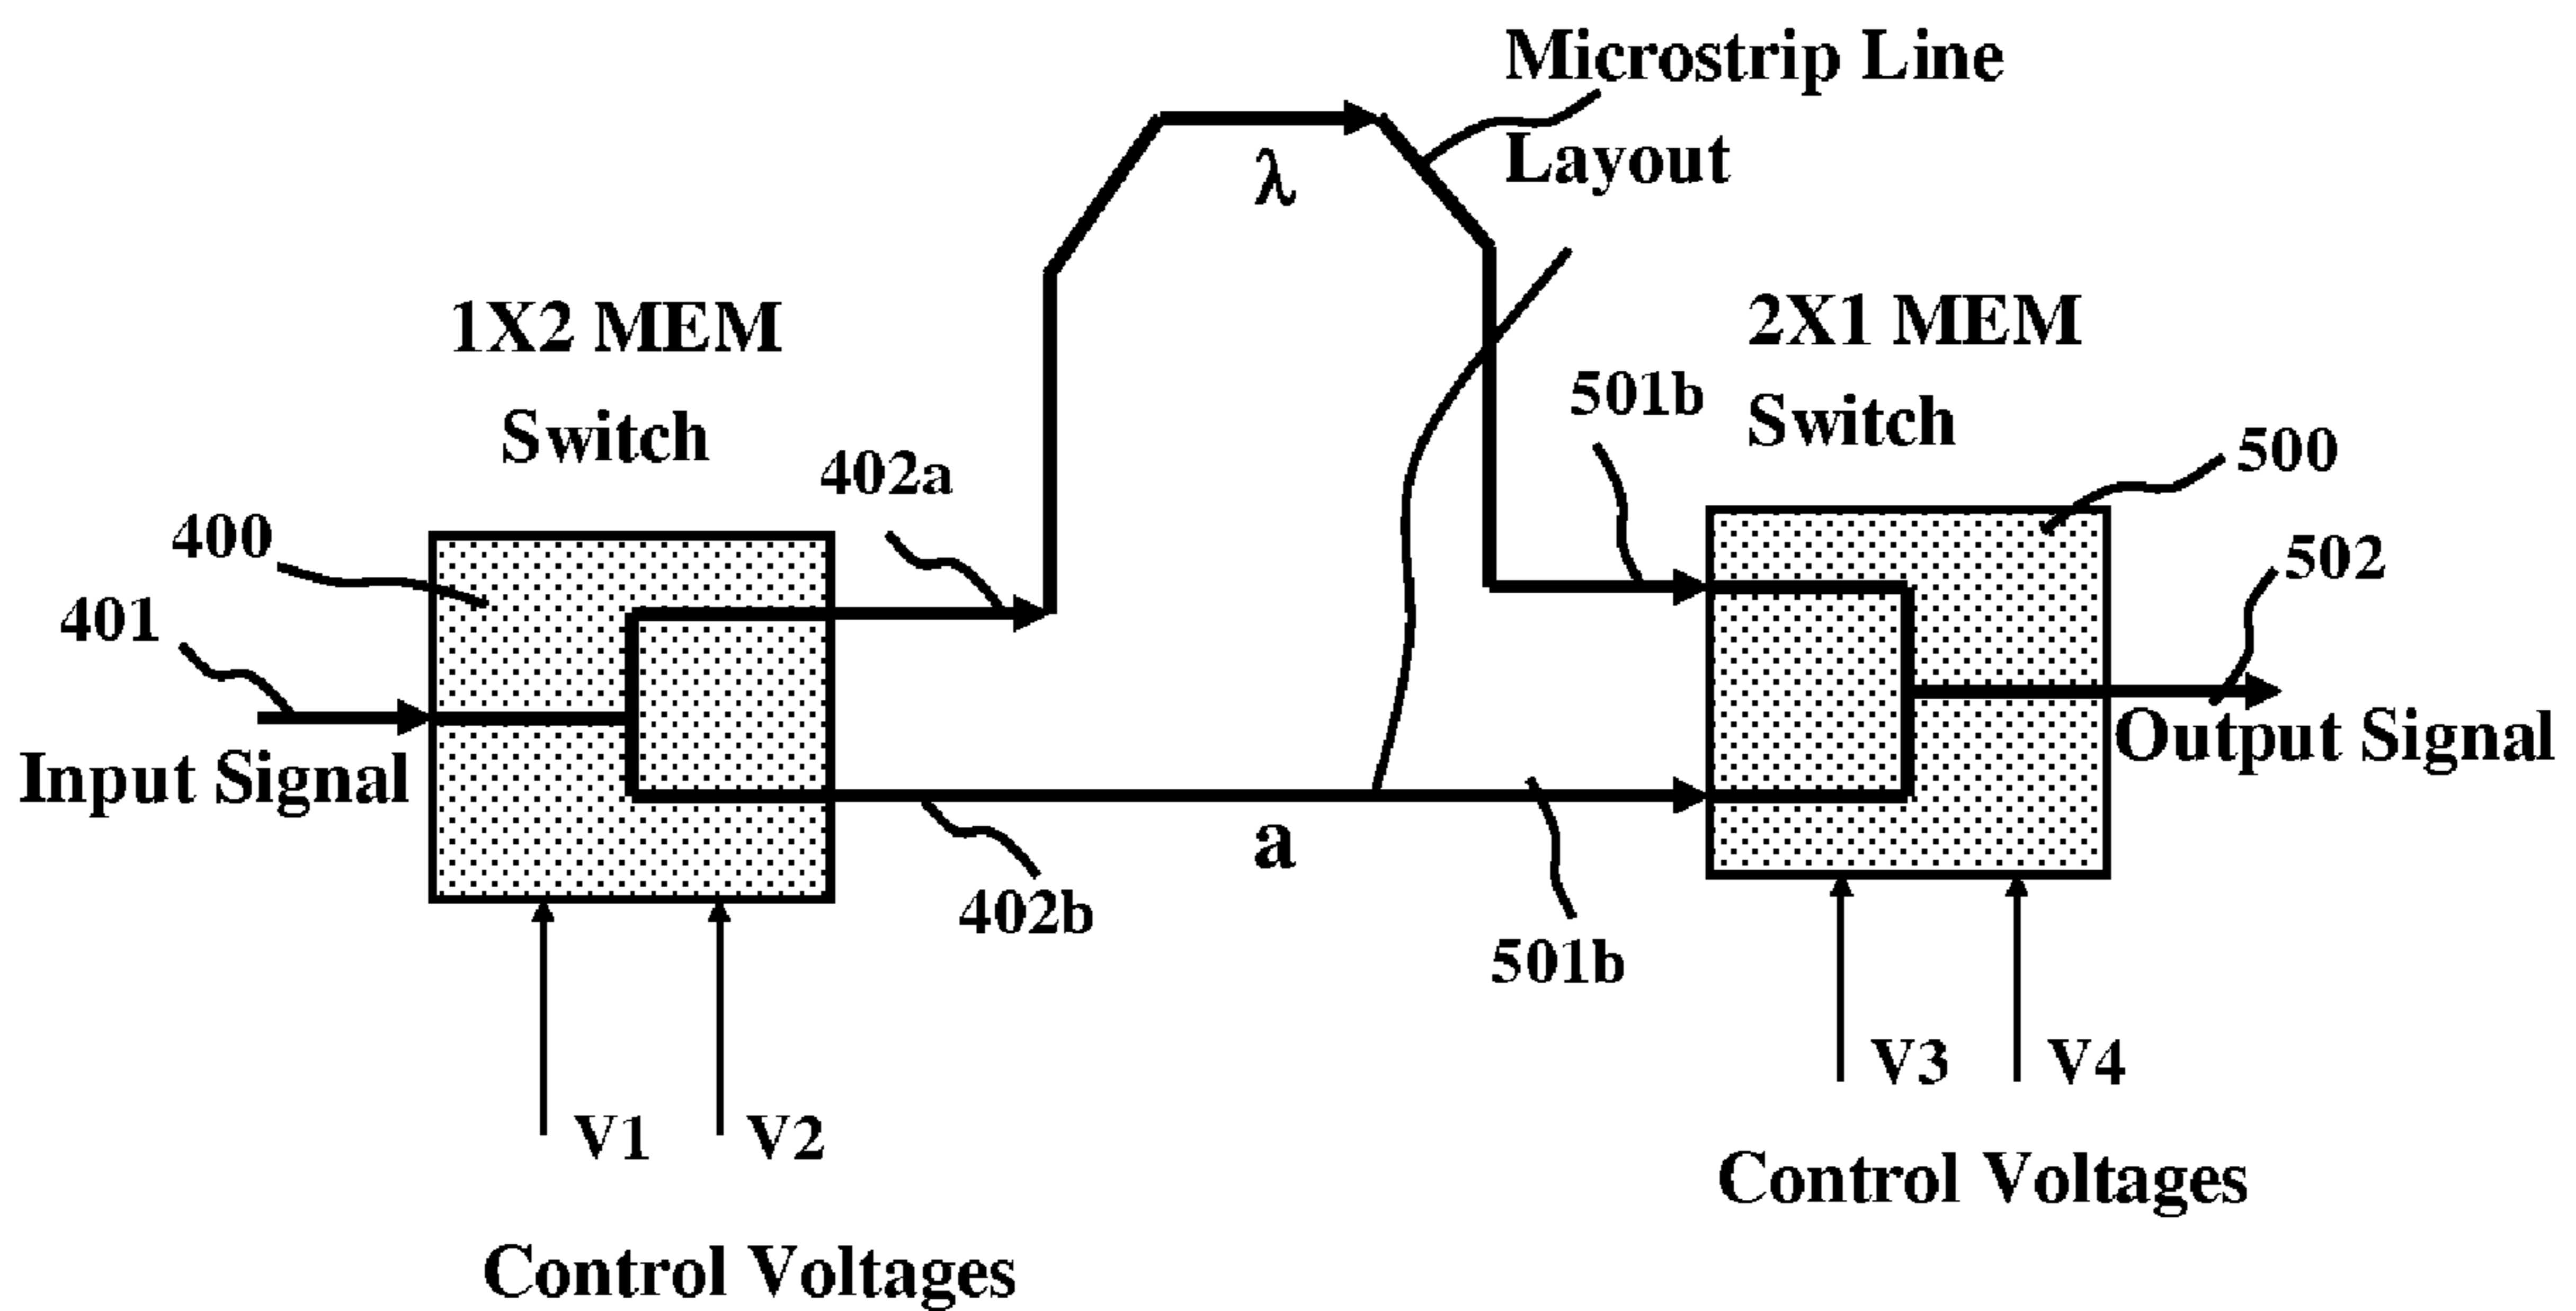 Microstrip Line
Layout
λ
1X2 MEM
Switch
2X1 MEM
Switch
501b
402a
500
400
502
401
Input Signal
Output Signal
a
402b
501b
V1
V2
V3
V4
Control Voltages
Control Voltages